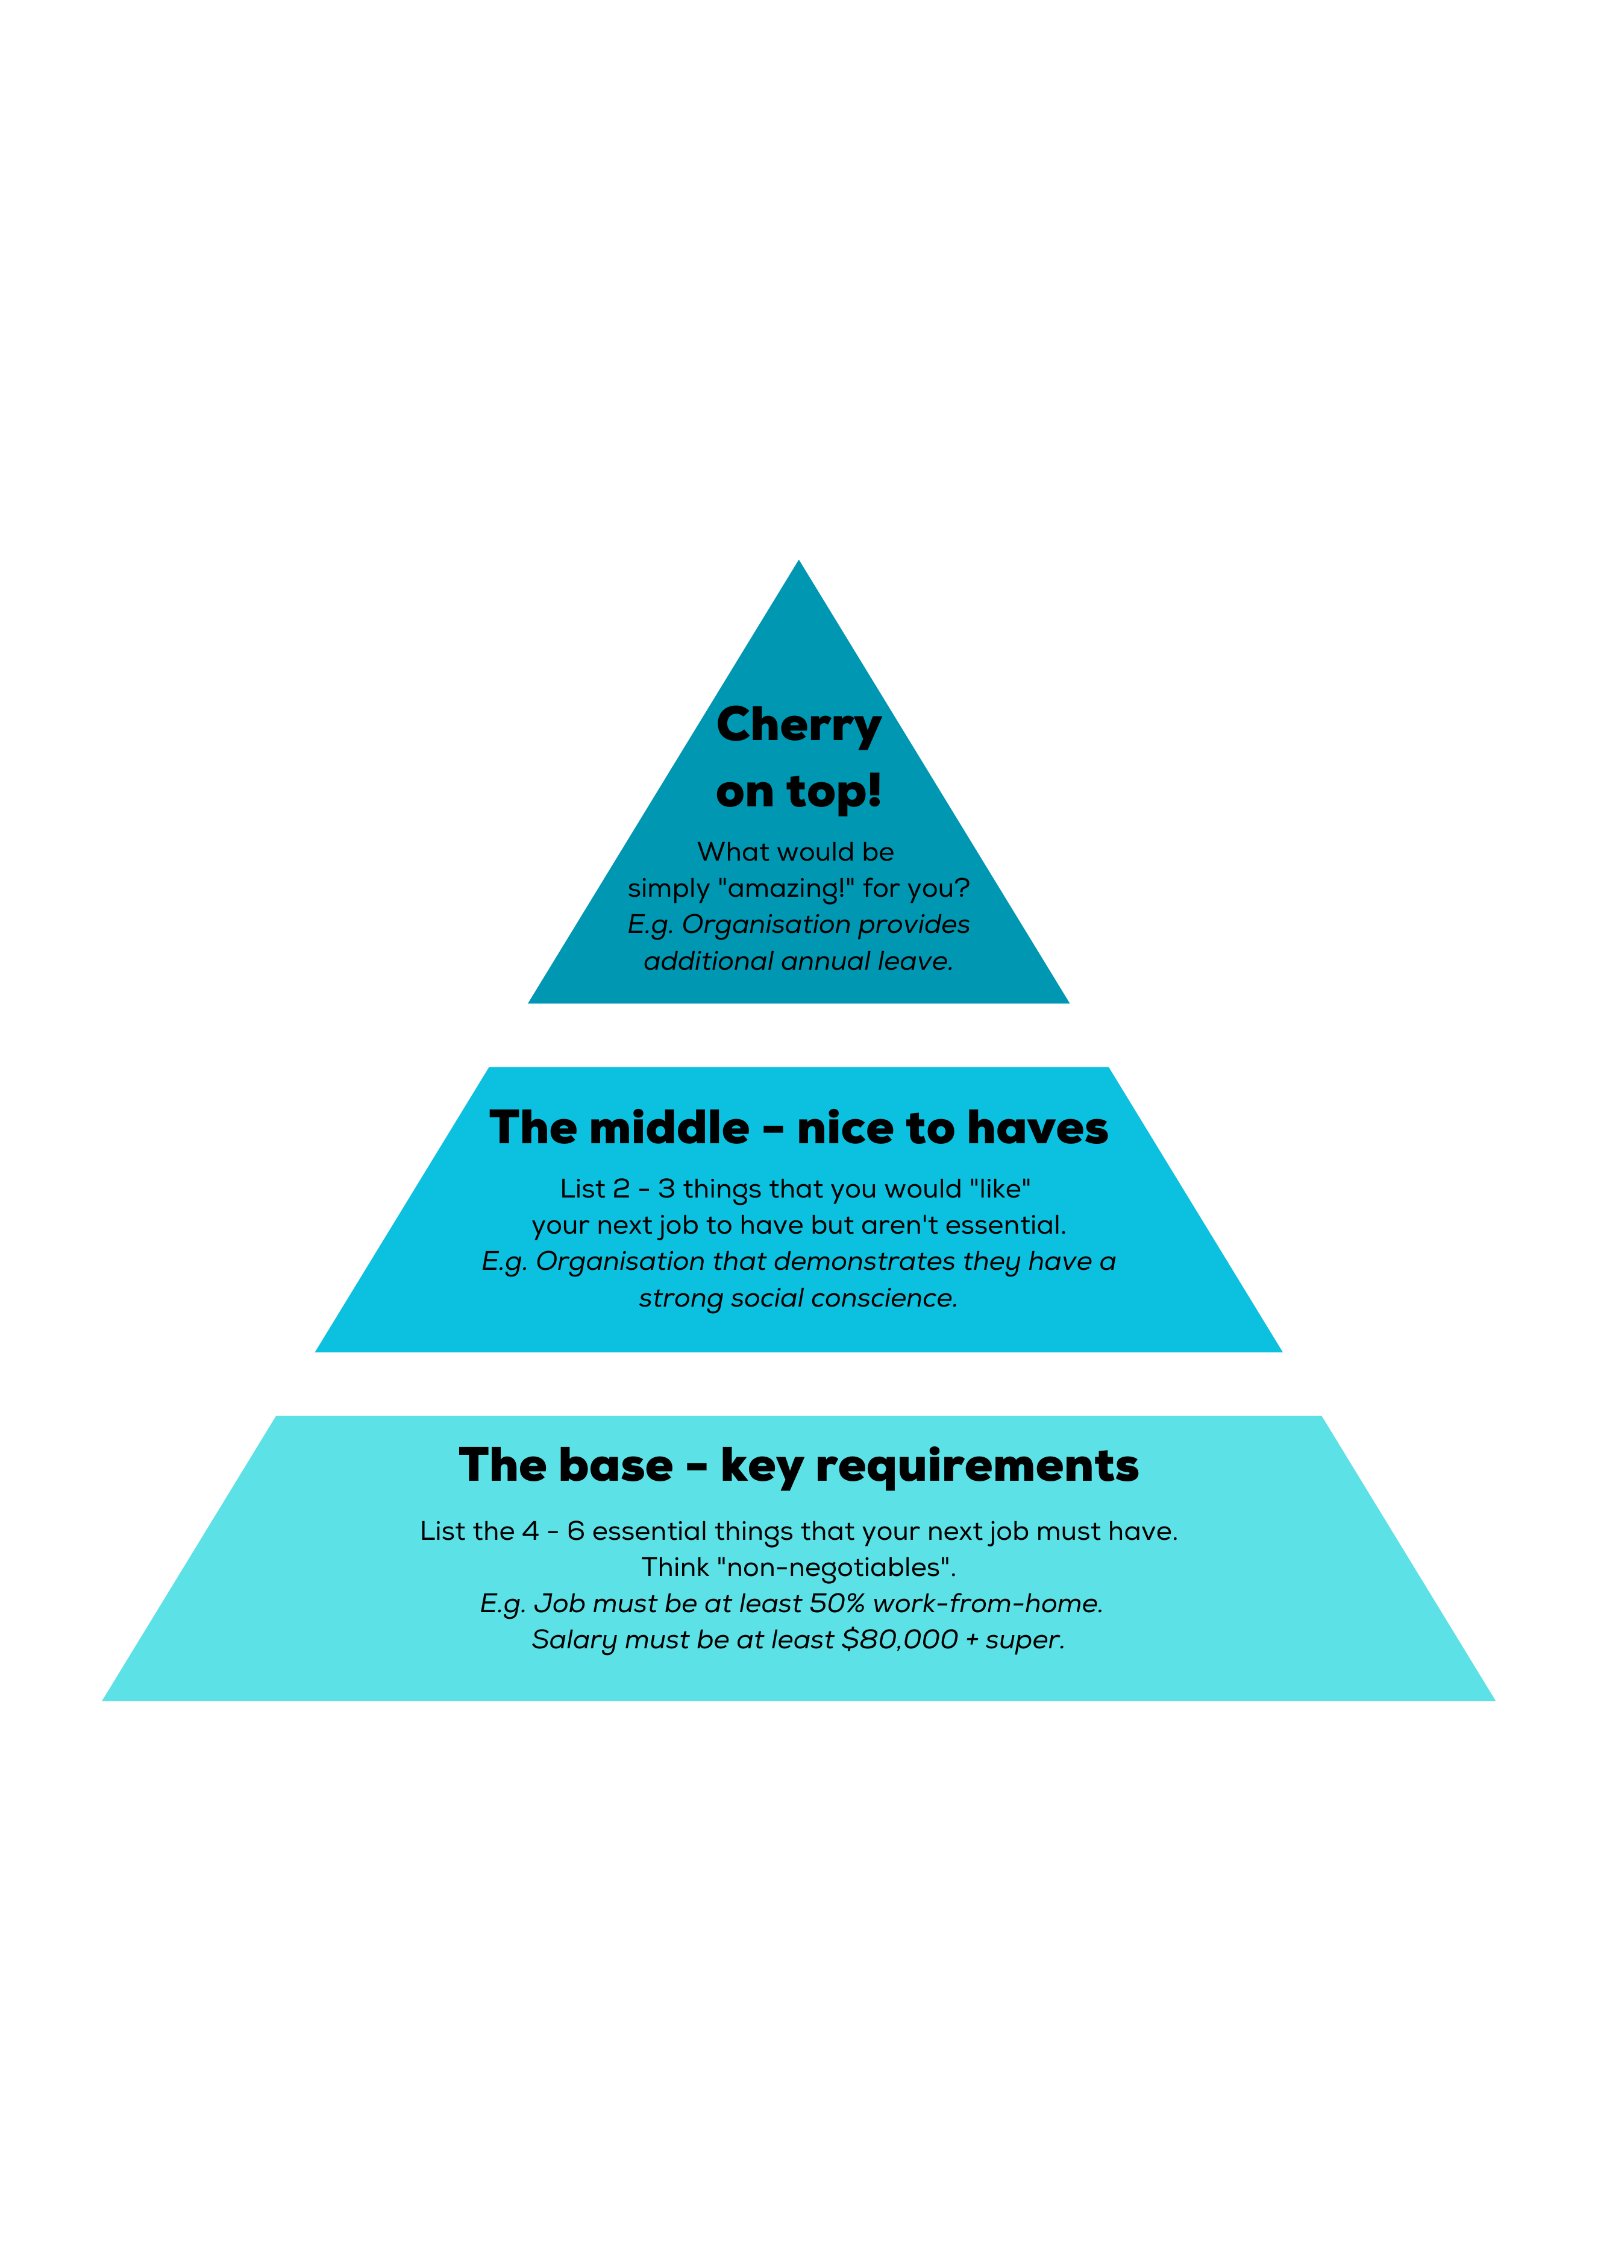 Cherry
on top!
What would be
simply "amazing!" for you?
E.g. Organisation provides
additional annual leave.
The middle - nice to haves
List 2 - 3 things that you would "like"
your next job to have but aren't essential.
E.g. Organisation that demonstrates they have a
strong social conscience.
The base - key requirements
List the 4 - 6 essential things that your next job must have.
Think "non-negotiables".
E.g. Job must be at least 50% work-from-home.
Salary must be at least $80,000 + super.